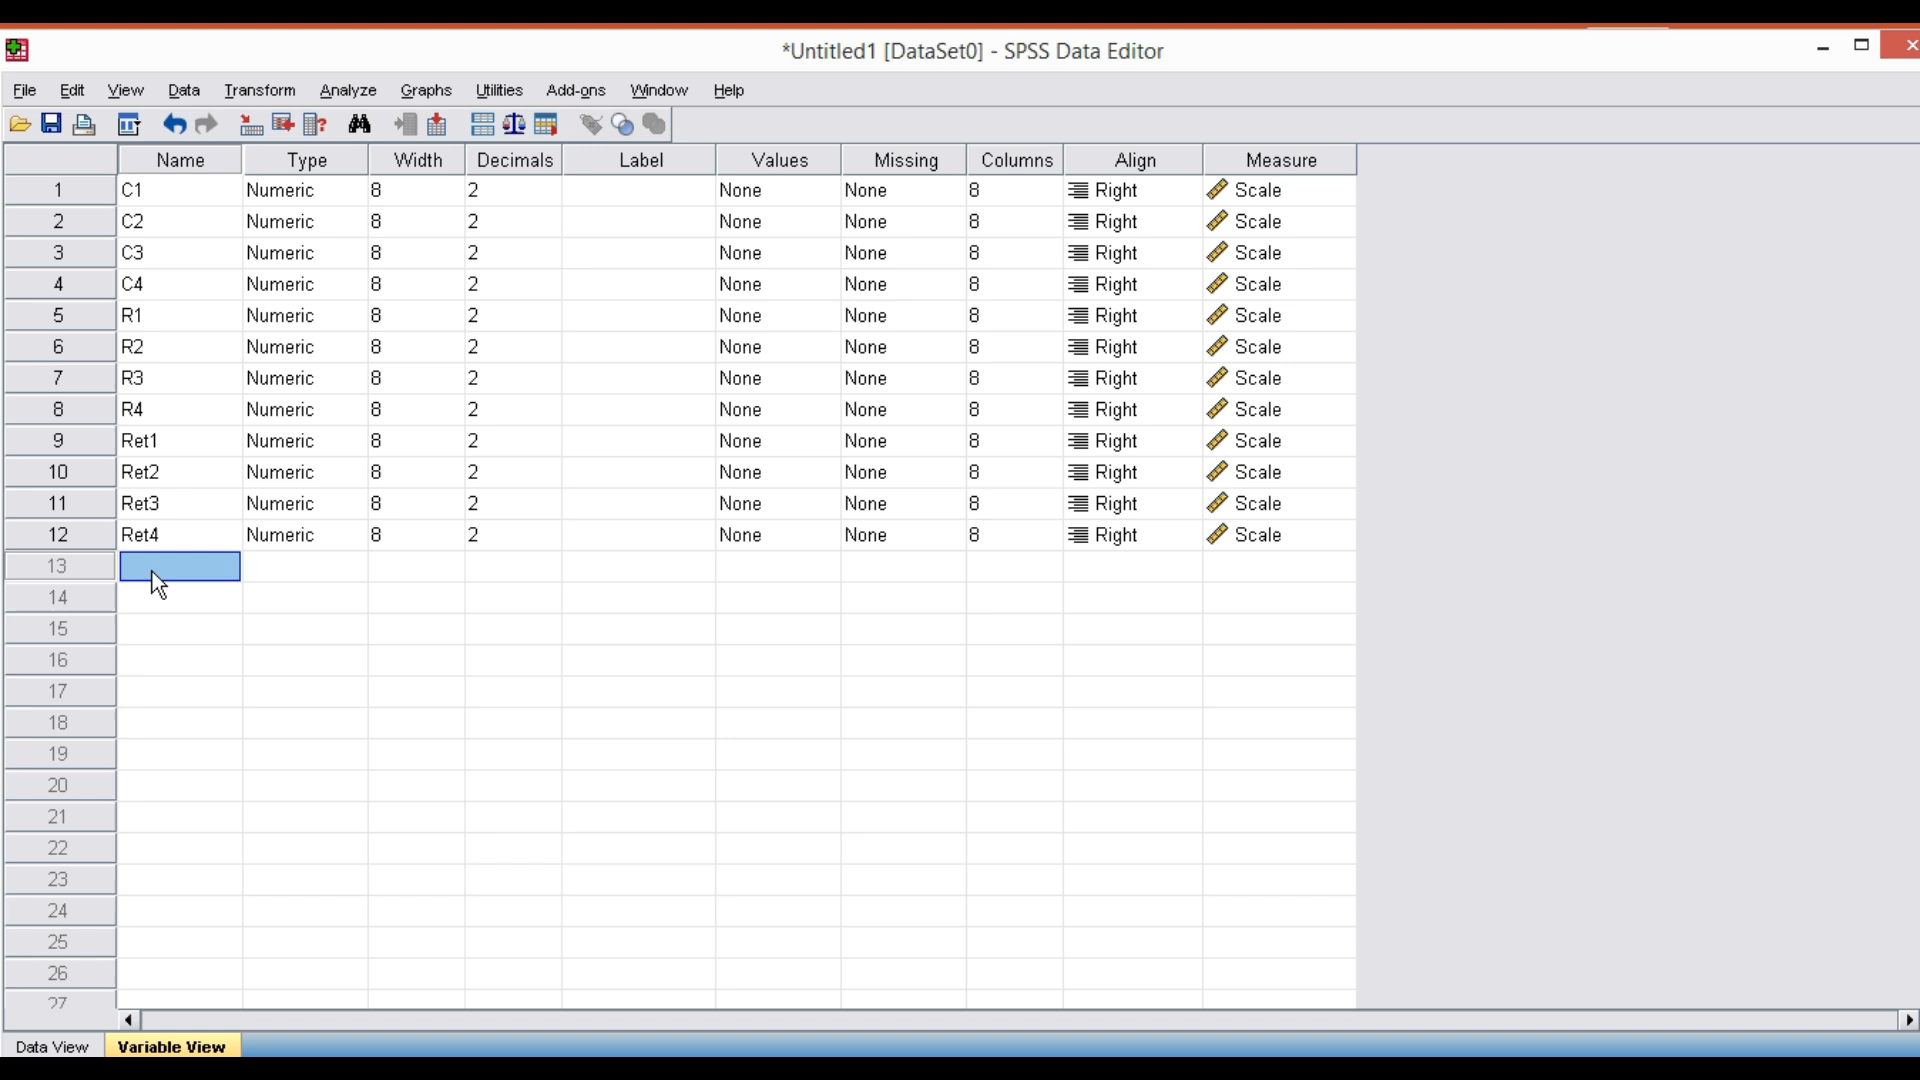 *Untitled1 [DataSet0] - SPSS Data Editor
File Edit View Data Transform Analyze Graphs Utilities Add-ons Window Help
Name Type Width Decimals Label Values Missing Columns Align Measure
1 C1 Numeric 8 2 None None 8 Right Scale
2 C2 Numeric 8 2 None None 8 Right Scale
3 C3 Numeric 8 2 None None 8 Right Scale
4 C4 Numeric 8 2 None None 8 Right Scale
5 R1 Numeric 8 2 None None 8 Right Scale
6 R2 Numeric 8 2 None None 8 Right Scale
7 R3 Numeric 8 2 None None 8 Right Scale
8 R4 Numeric 8 2 None None 8 Right Scale
9 Ret1 Numeric 8 2 None None 8 Right Scale
10 Ret2 Numeric 8 2 None None 8 Right Scale
11 Ret3 Numeric 8 2 None None 8 Right Scale
12 Ret4 Numeric 8 2 None None 8 Right Scale
13
14
15
16
17
18
19
20
21
22
23
24
25
26
27
Data View Variable View